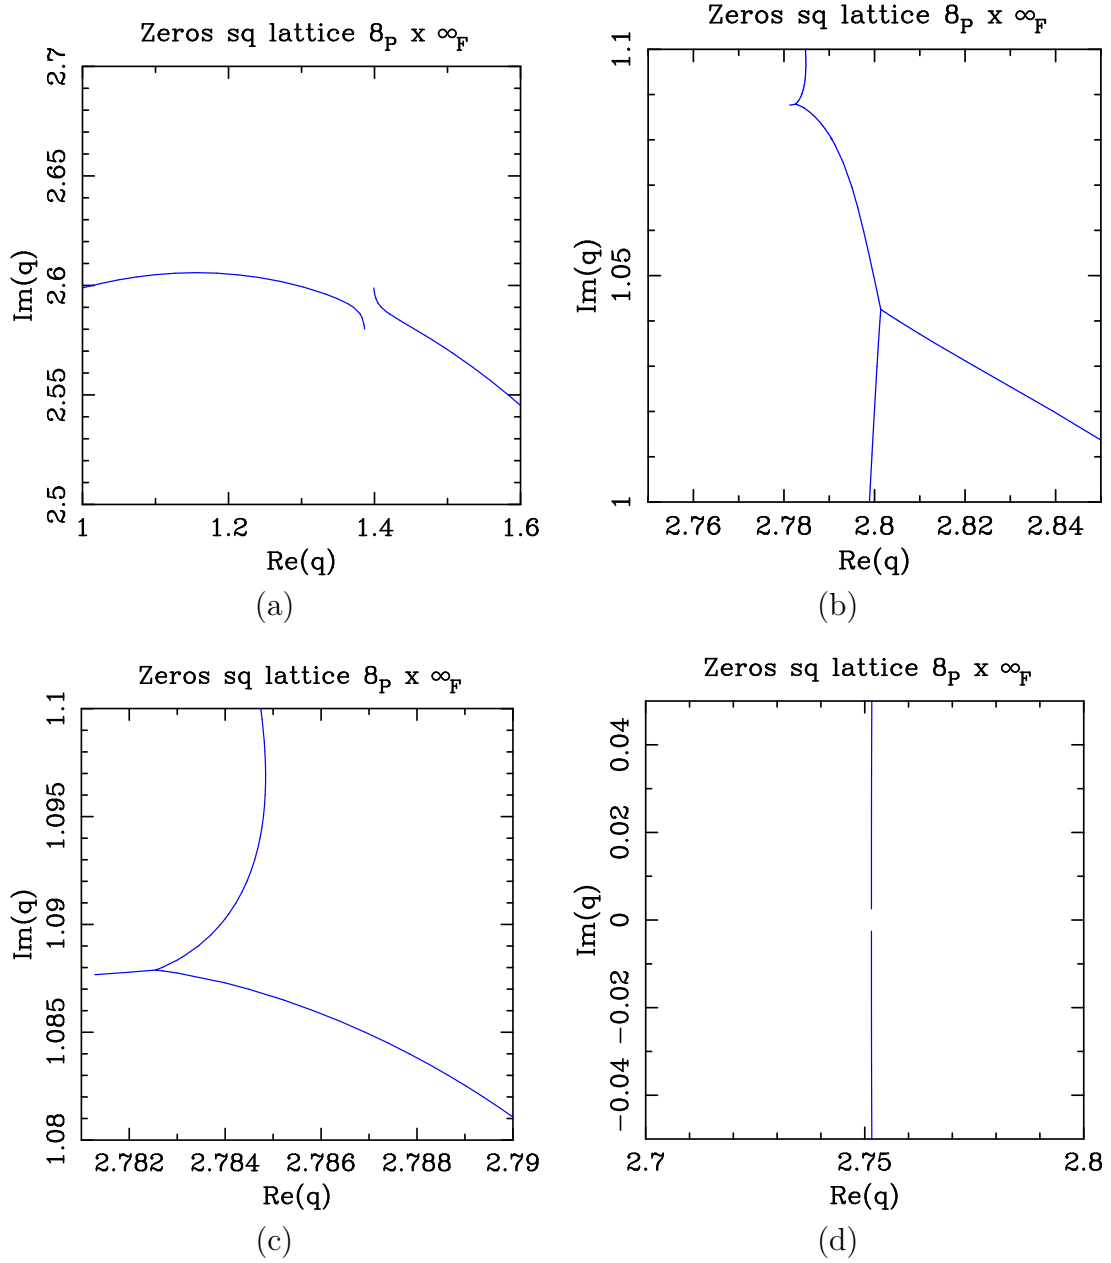 Zeros sq lattice 8P x ∞F
2.7
2.65
2.6
2.55
2.5
Im(q)
1 1.2 1.4 1.6
Re(q)
(a)
Zeros sq lattice 8P x ∞F
1.1
1.05
1
Im(q)
2.76 2.78 2.8 2.82 2.84
Re(q)
(b)
Zeros sq lattice 8P x ∞F
1.1
1.095
1.09
1.085
1.08
Im(q)
2.782 2.784 2.786 2.788 2.79
Re(q)
(c)
Zeros sq lattice 8P x ∞F
0.04
0.02
0
−0.02
−0.04
Im(q)
2.7 2.75 2.8
Re(q)
(d)